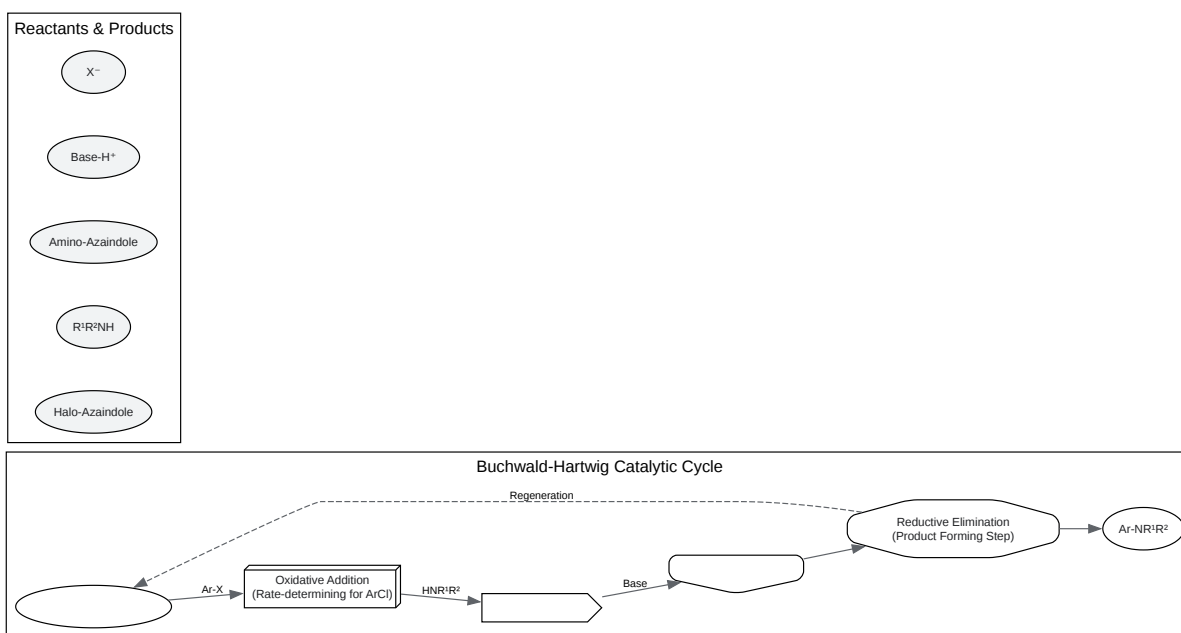 Reactants & Products
X⁻
Base-H⁺
Amino-Azaindole
R¹R²NH
Halo-Azaindole
Buchwald-Hartwig Catalytic Cycle
Regeneration
Reductive Elimination
(Product Forming Step)
Ar-NR¹R²
Ar-X
Oxidative Addition
(Rate-determining for ArCl)
HNR¹R²
Base